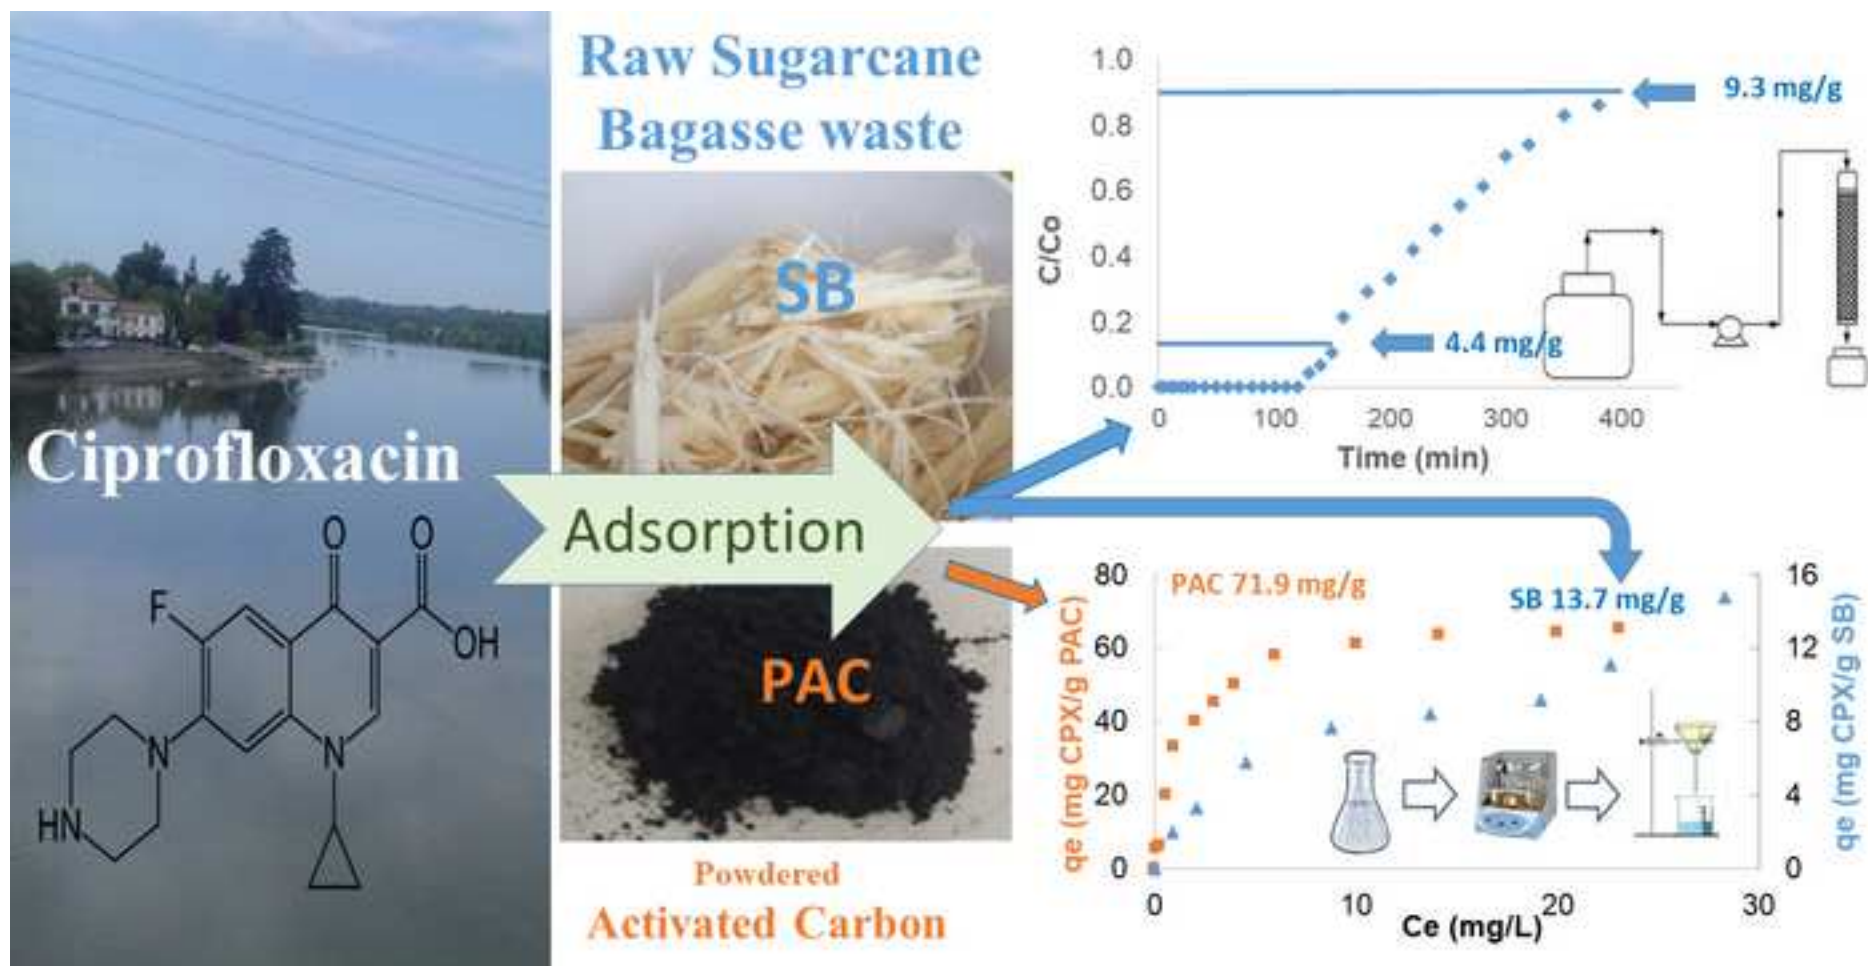 Raw Sugarcane
Bagasse waste
SB
Ciprofloxacin
Adsorption
PAC
Powdered
Activated Carbon
O
O
F
OH
N
N
HN
1.0
0.8
0.6
0.4
0.2
0.0
C/Co
0
100
200
300
400
Time (min)
9.3 mg/g
4.4 mg/g
PAC 71.9 mg/g
SB 13.7 mg/g
80
60
40
20
0
qe (mg CPX/g PAC)
16
12
8
4
0
qe (mg CPX/g SB)
0
10
20
30
Ce (mg/L)